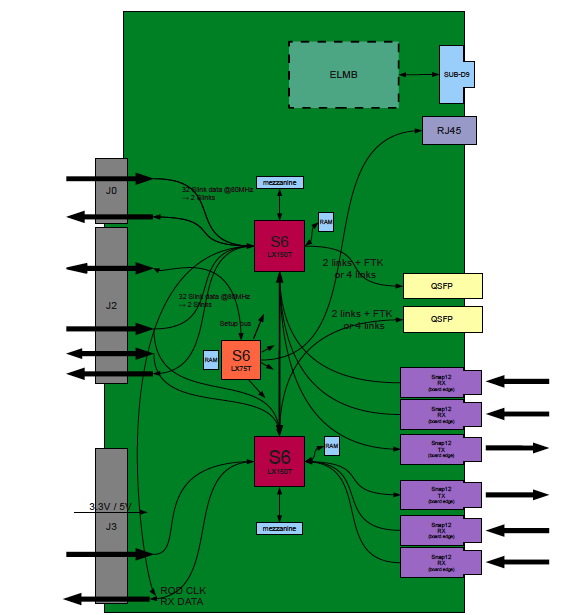 ELMB
SUB-D9
RJ45
J0
32 Slink data @80MHz
→ 2 Slinks
mezzanine
RAM
S6
LX150T
2 links + FTK
or 4 links
QSFP
J2
32 Slink data @80MHz
→ 2 Slinks
2 links + FTK
or 4 links
QSFP
Setup bus
RAM
S6
LX75T
Snap12
RX
(board edge)
Snap12
RX
(board edge)
Snap12
TX
(board edge)
S6
LX150T
RAM
Snap12
TX
(board edge)
3.3V / 5V
J3
mezzanine
Snap12
RX
(board edge)
Snap12
RX
(board edge)
ROD CLK
RX DATA